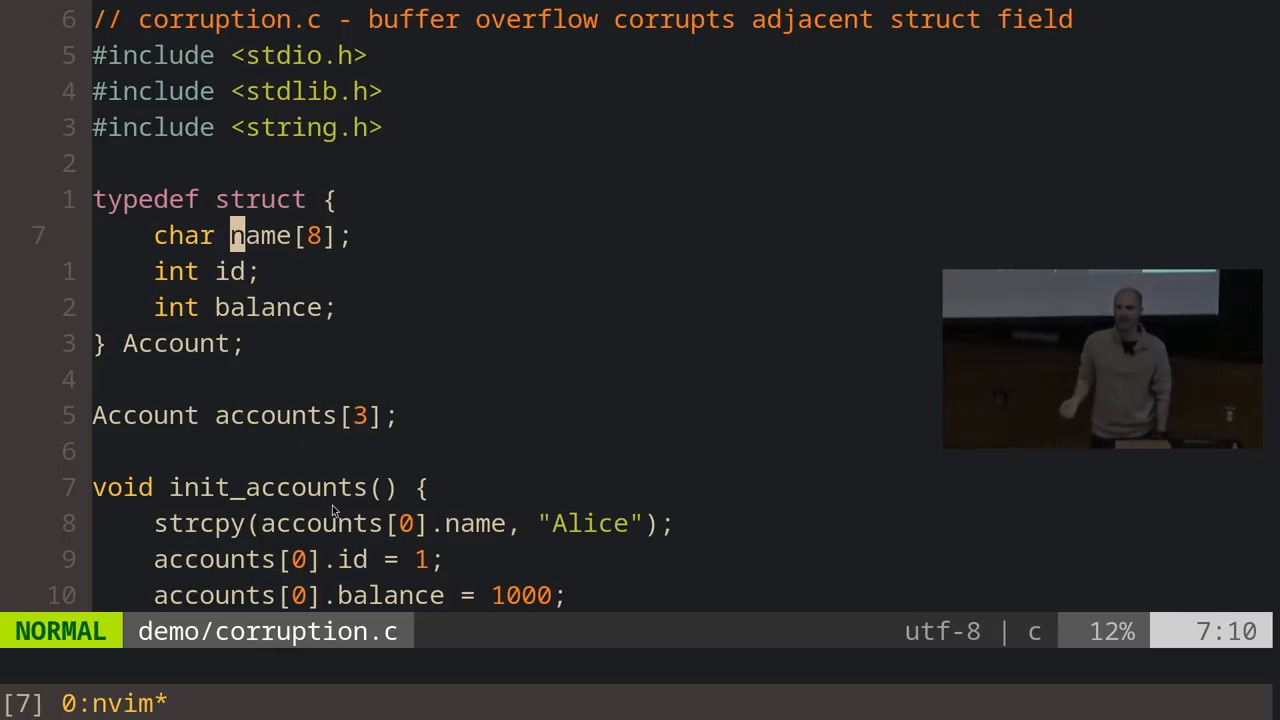 6 // corruption.c - buffer overflow corrupts adjacent struct field
5 #include <stdio.h>
4 #include <stdlib.h>
3 #include <string.h>
2
1 typedef struct {
7 char name[8];
1 int id;
2 int balance;
3 } Account;
4
5 Account accounts[3];
6
7 void init_accounts() {
8 strcpy(accounts[0].name, "Alice");
9 accounts[0].id = 1;
10 accounts[0].balance = 1000;
NORMAL demo/corruption.c utf-8 | c 12% 7:10
[7] 0:nvim*